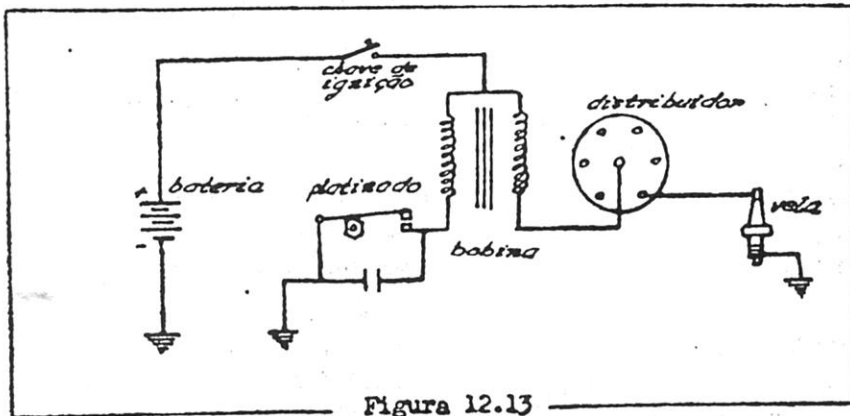 chave de
ignição
distribuidor
bateria
platinado
vela
bobina
+
-
Figura 12.13